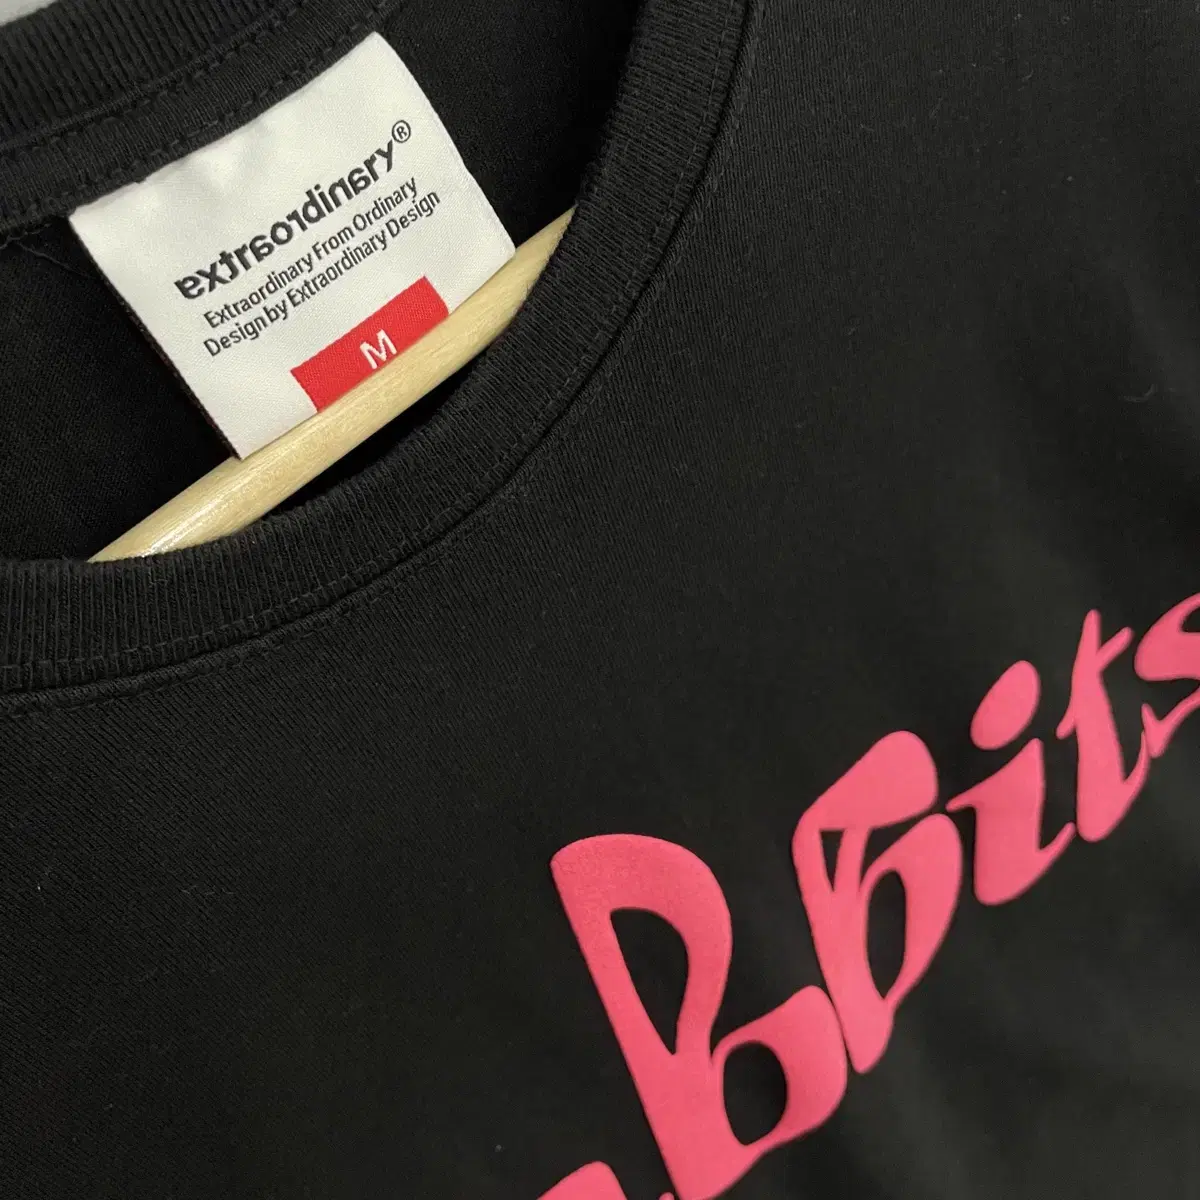 extraordinary®
Extraordinary From Ordinary
Design by Extraordinary Design
M
bbits